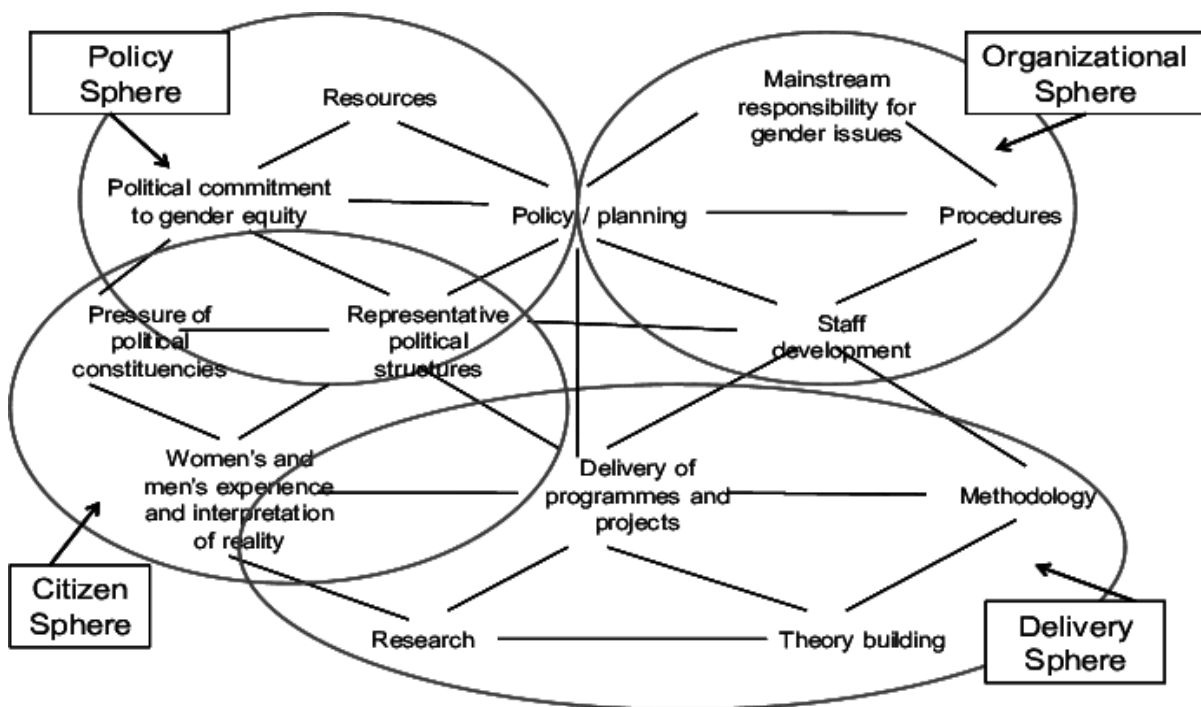 Policy
Sphere
Organizational
Sphere
Resources
Mainstream
responsibility for
gender issues
Political commitment
to gender equity
Policy / planning
Procedures
Pressure of
political
constituencies
Representative
political
structures
Staff
development
Women's and
men's experience
and interpretation
of reality
Delivery of
programmes and
projects
Methodology
Citizen
Sphere
Research
Theory building
Delivery
Sphere